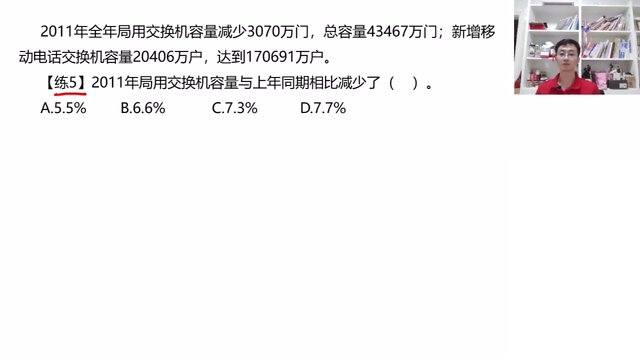 2011年全年局用交换机容量减少3070万门，总容量43467万门；新增移
动电话交换机容量20406万户，达到170691万户。
【练5】2011年局用交换机容量与上年同期相比减少了（ ）。
A.5.5% B.6.6% C.7.3% D.7.7%